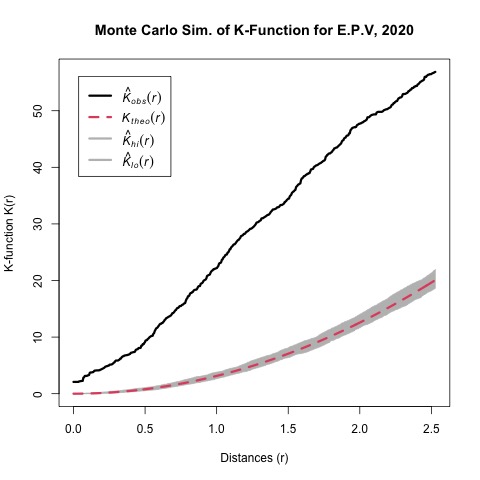 Monte Carlo Sim. of K-Function for E.P.V, 2020
K-function K(r)
50
40
30
20
10
0
K̂obs(r)
Ktheo(r)
K̂hi(r)
K̂lo(r)
0.0 0.5 1.0 1.5 2.0 2.5
Distances (r)